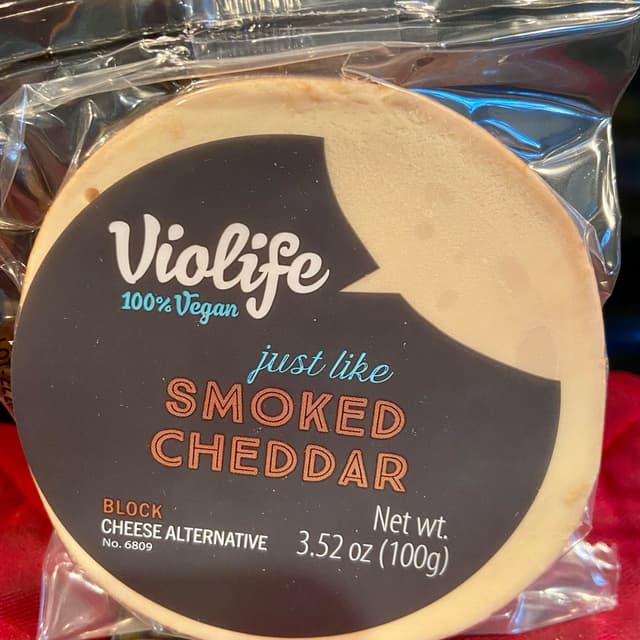 Violife
100% Vegan
just like
SMOKED
CHEDDAR
BLOCK
CHEESE ALTERNATIVE
No. 6809
Net wt.
3.52 oz (100g)